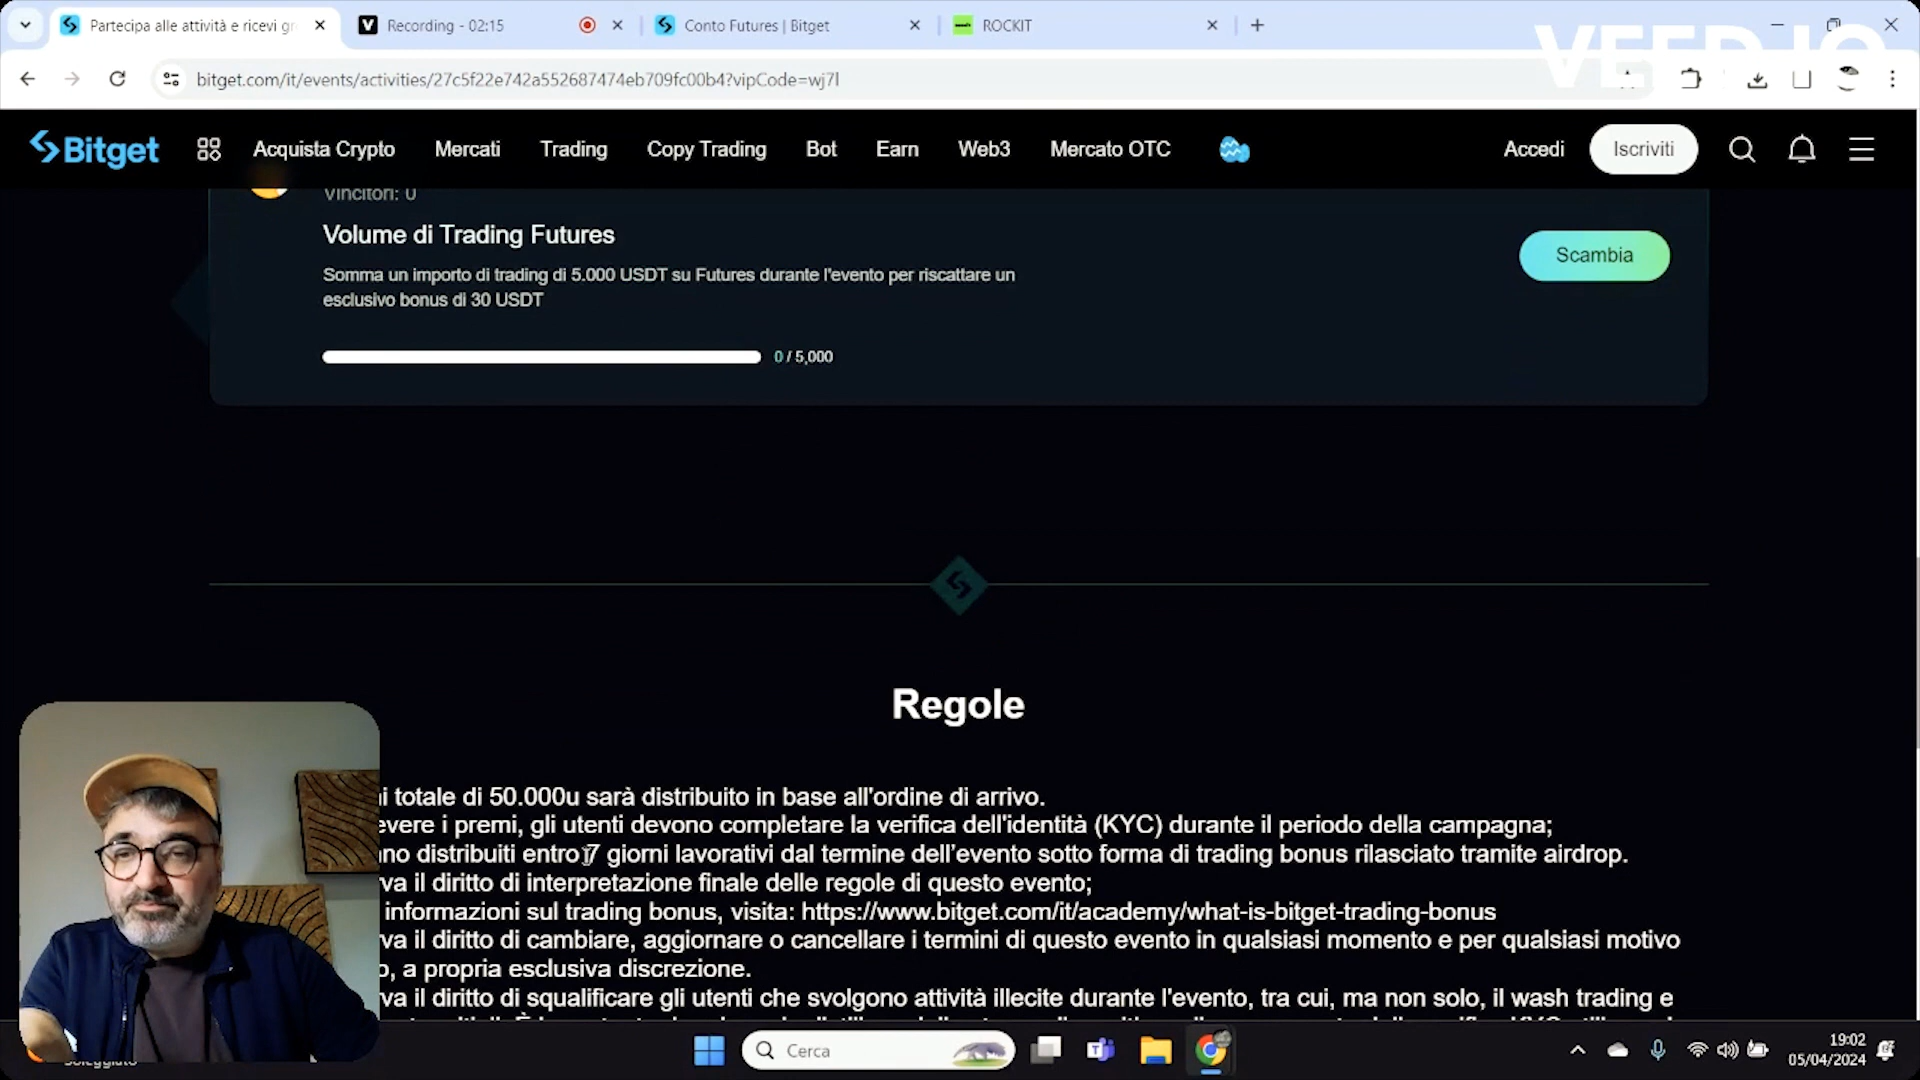 Partecipa alle attività e ricevi gr
Recording - 02:15
Conto Futures | Bitget
ROCKIT
VEED.IO
bitget.com/it/events/activities/27c5f22e742a552687474eb709fc00b4?vipCode=wj7l
Bitget
Acquista Crypto
Mercati
Trading
Copy Trading
Bot
Earn
Web3
Mercato OTC
Accedi
Iscriviti
Vincitori: 0
Volume di Trading Futures
Somma un importo di trading di 5.000 USDT su Futures durante l'evento per riscattare un
esclusivo bonus di 30 USDT
Scambia
0 / 5,000
Regole
i totale di 50.000u sarà distribuito in base all'ordine di arrivo.
evere i premi, gli utenti devono completare la verifica dell'identità (KYC) durante il periodo della campagna;
no distribuiti entro 7 giorni lavorativi dal termine dell'evento sotto forma di trading bonus rilasciato tramite airdrop.
va il diritto di interpretazione finale delle regole di questo evento;
informazioni sul trading bonus, visita: https://www.bitget.com/it/academy/what-is-bitget-trading-bonus
va il diritto di cambiare, aggiornare o cancellare i termini di questo evento in qualsiasi momento e per qualsiasi motivo
o, a propria esclusiva discrezione.
va il diritto di squalificare gli utenti che svolgono attività illecite durante l'evento, tra cui, ma non solo, il wash trading e
Soleggiato
Cerca
19:02
05/04/2024